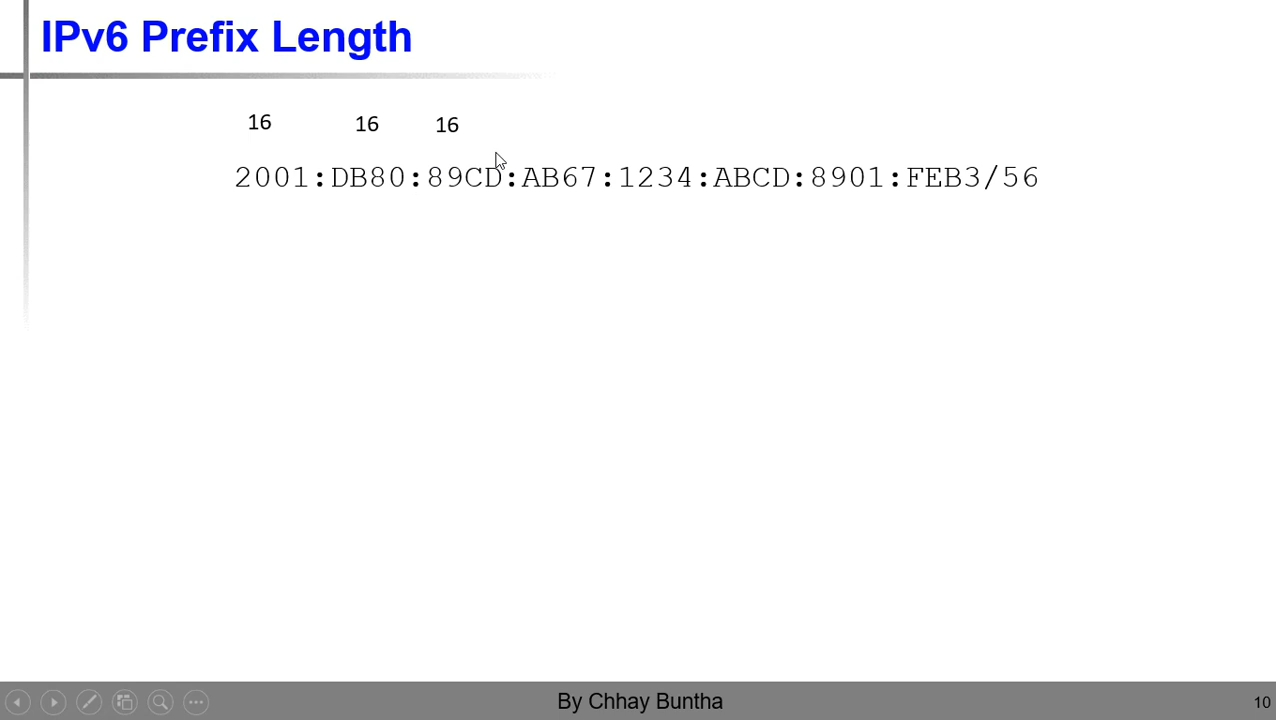 IPv6 Prefix Length
16 16 16
2001:DB80:89CD:AB67:1234:ABCD:8901:FEB3/56
By Chhay Buntha
10